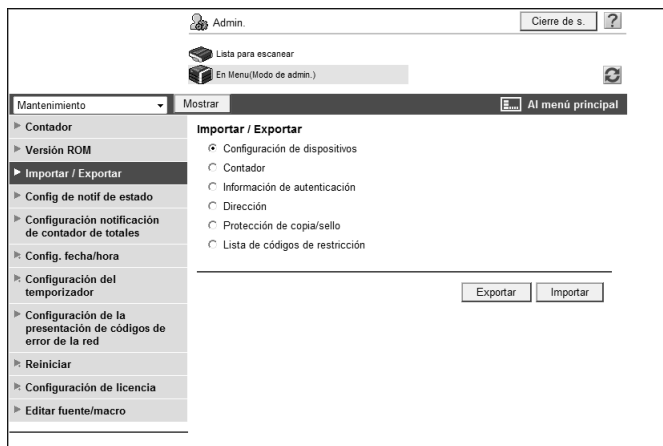 Admin.
Cierre de s.
?
Lista para escanear
En Menu(Modo de admin.)
Mantenimiento
Mostrar
Al menú principal
Contador
Versión ROM
Importar / Exportar
Config de notif de estado
Configuración notificación
de contador de totales
Config. fecha/hora
Configuración del
temporizador
Configuración de la
presentación de códigos de
error de la red
Reiniciar
Configuración de licencia
Editar fuente/macro
Importar / Exportar
Configuración de dispositivos
Contador
Información de autenticación
Dirección
Protección de copia/sello
Lista de códigos de restricción
Exportar
Importar